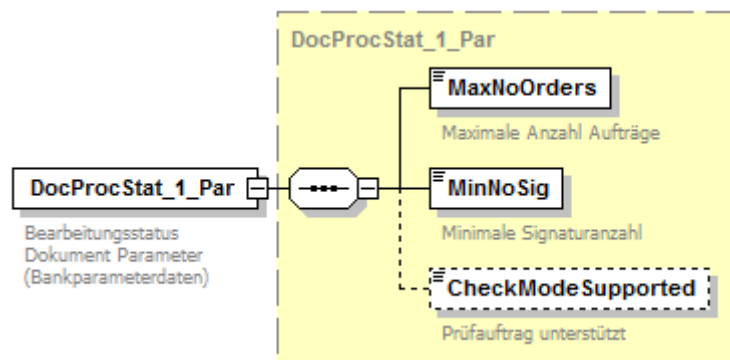 DocProcStat_1_Par
MaxNoOrders
Maximale Anzahl Aufträge
DocProcStat_1_Par
Bearbeitungsstatus
Dokument Parameter
(Bankparameterdaten)
MinNoSig
Minimale Signaturanzahl
CheckModeSupported
Prüfauftrag unterstützt